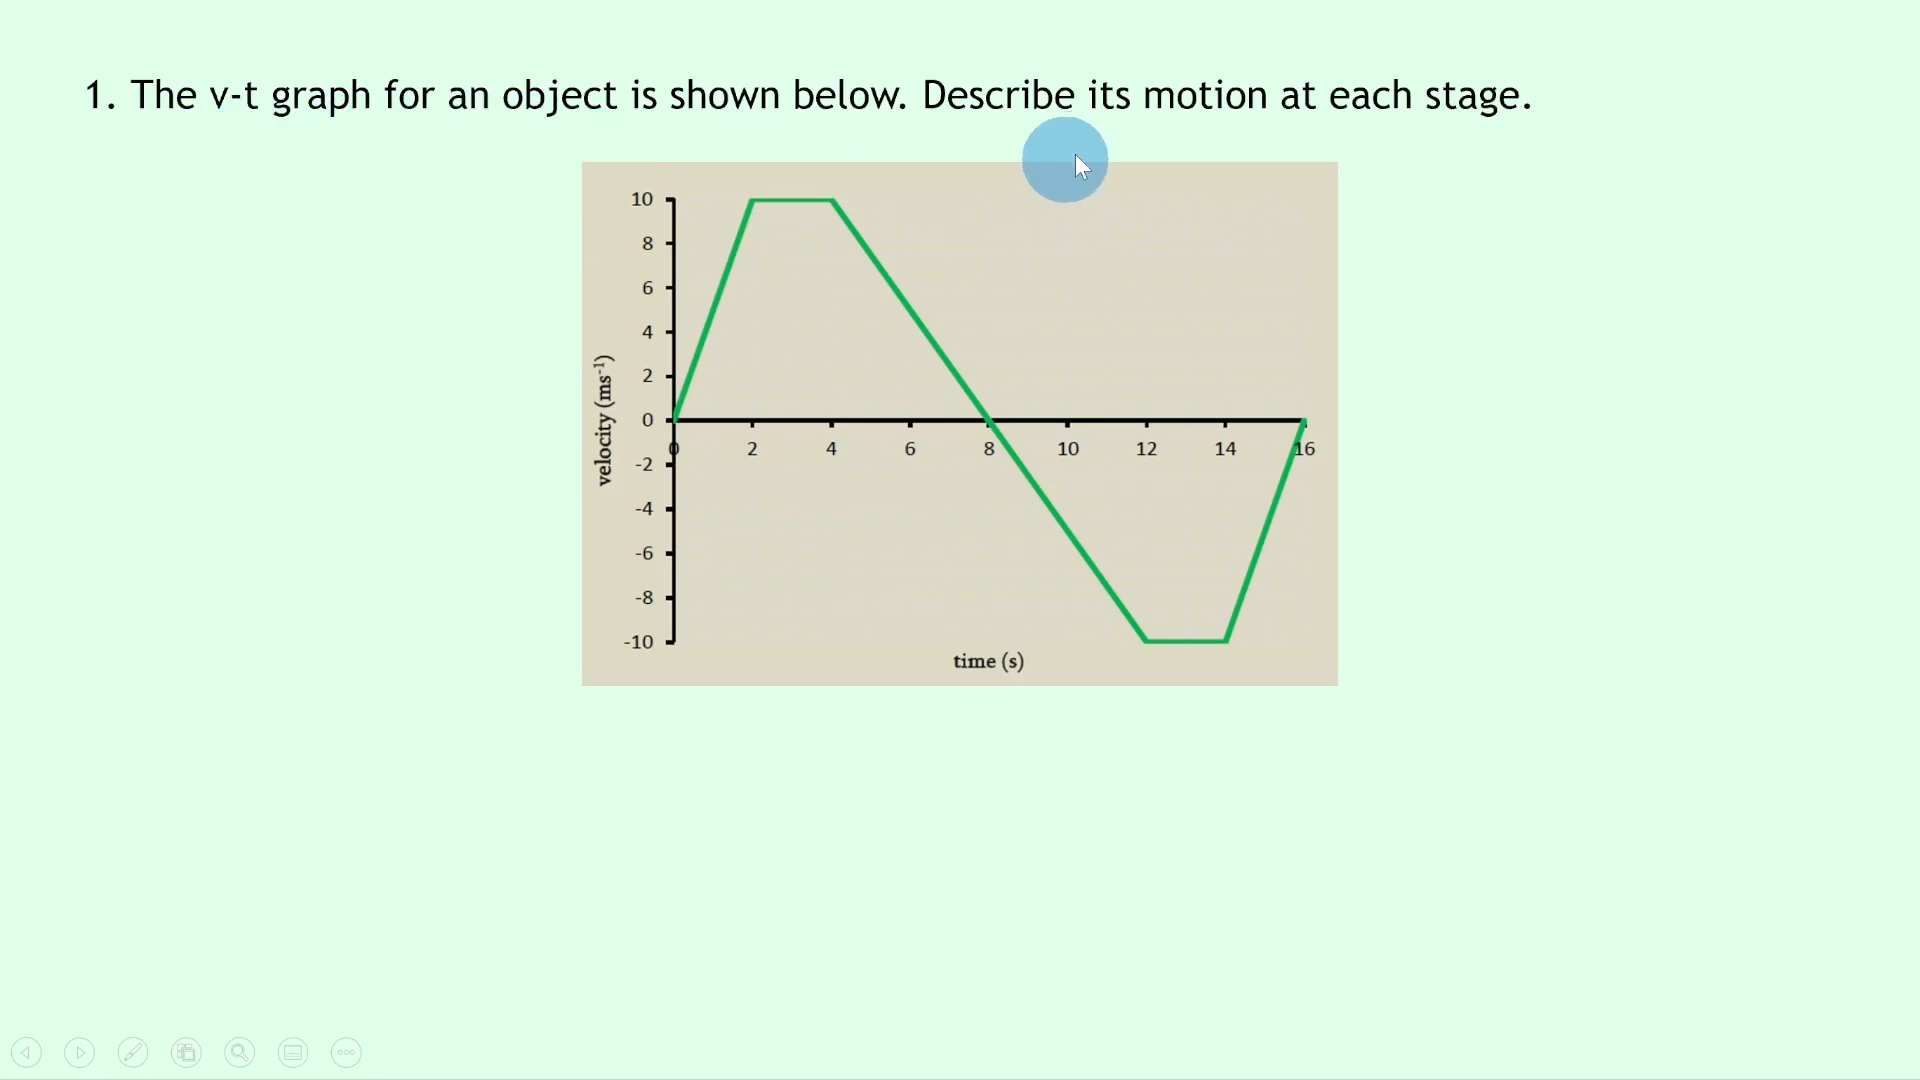 1. The v-t graph for an object is shown below. Describe its motion at each stage.
10
8
6
4
2
0
-2
-4
-6
-8
-10
velocity (ms⁻¹)
0 2 4 6 8 10 12 14 16
time (s)